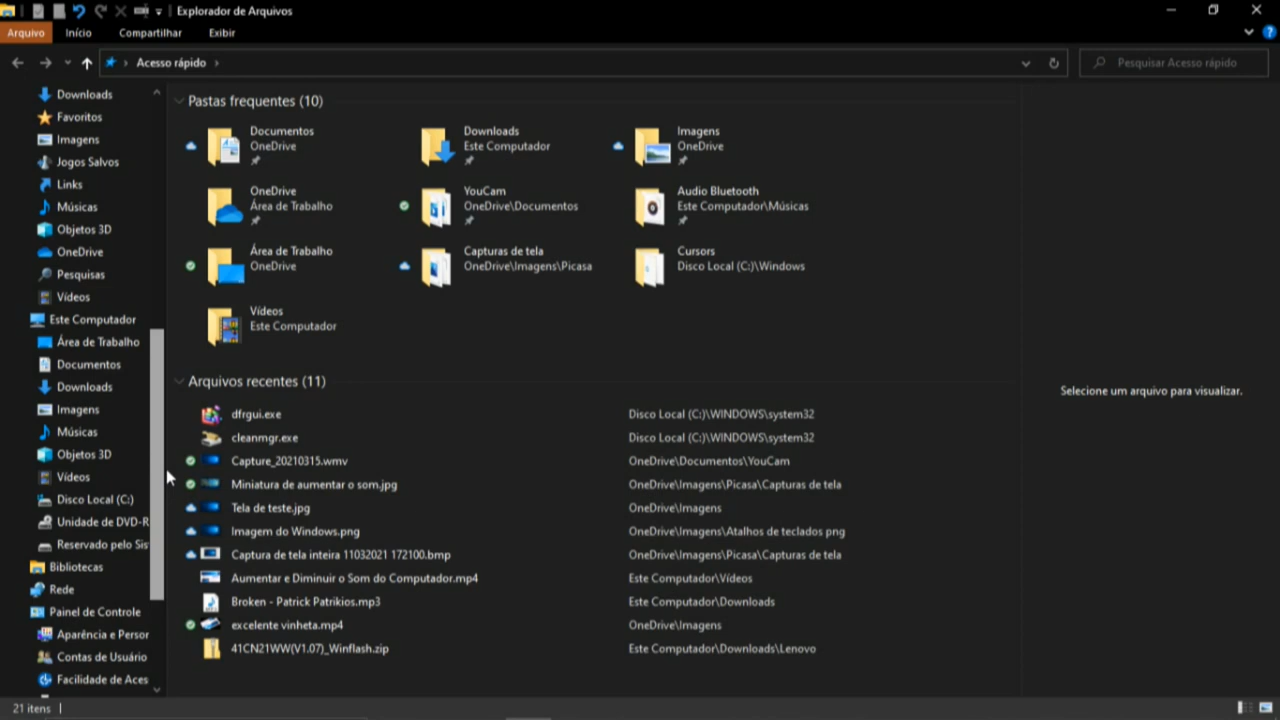 Explorador de Arquivos
Arquivo Início Compartilhar Exibir
Acesso rápido
Pesquisar Acesso rápido
Downloads
Favoritos
Imagens
Jogos Salvos
Links
Músicas
Objetos 3D
OneDrive
Pesquisas
Vídeos
Este Computador
Área de Trabalho
Documentos
Downloads
Imagens
Músicas
Objetos 3D
Vídeos
Disco Local (C:)
Unidade de DVD-R
Reservado pelo Sis
Bibliotecas
Rede
Painel de Controle
Aparência e Person
Contas de Usuário
Facilidade de Aces
Pastas frequentes (10)
Documentos
OneDrive
Downloads
Este Computador
Imagens
OneDrive
OneDrive
Área de Trabalho
YouCam
OneDrive\Documentos
Audio Bluetooth
Este Computador\Músicas
Área de Trabalho
OneDrive
Capturas de tela
OneDrive\Imagens\Picasa
Cursors
Disco Local (C:)\Windows
Vídeos
Este Computador
Arquivos recentes (11)
dfrgui.exe Disco Local (C:)\WINDOWS\system32
cleanmgr.exe Disco Local (C:)\WINDOWS\system32
Capture_20210315.wmv OneDrive\Documentos\YouCam
Miniatura de aumentar o som.jpg OneDrive\Imagens\Picasa\Capturas de tela
Tela de teste.jpg OneDrive\Imagens
Imagem do Windows.png OneDrive\Imagens\Atalhos de teclados png
Captura de tela inteira 11032021 172100.bmp OneDrive\Imagens\Picasa\Capturas de tela
Aumentar e Diminuir o Som do Computador.mp4 Este Computador\Vídeos
Broken - Patrick Patrikios.mp3 Este Computador\Downloads
excelente vinheta.mp4 OneDrive\Imagens
41CN21WW(V1.07)_Winflash.zip Este Computador\Downloads\Lenovo
Selecione um arquivo para visualizar.
21 itens